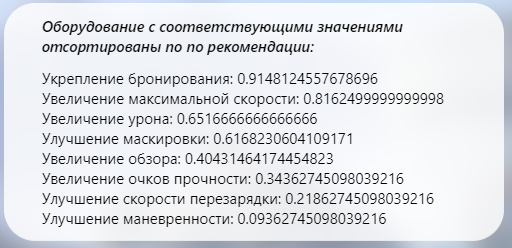 Оборудование с соответствующими значениями
отсортированы по по рекомендации:
Укрепление бронирования: 0.9148124557678696
Увеличение максимальной скорости: 0.8162499999999998
Увеличение урона: 0.6516666666666666
Улучшение маскировки: 0.6168230604109171
Увеличение обзора: 0.40431464174454823
Увеличение очков прочности: 0.34362745098039216
Улучшение скорости перезарядки: 0.21862745098039216
Улучшение маневренности: 0.09362745098039216